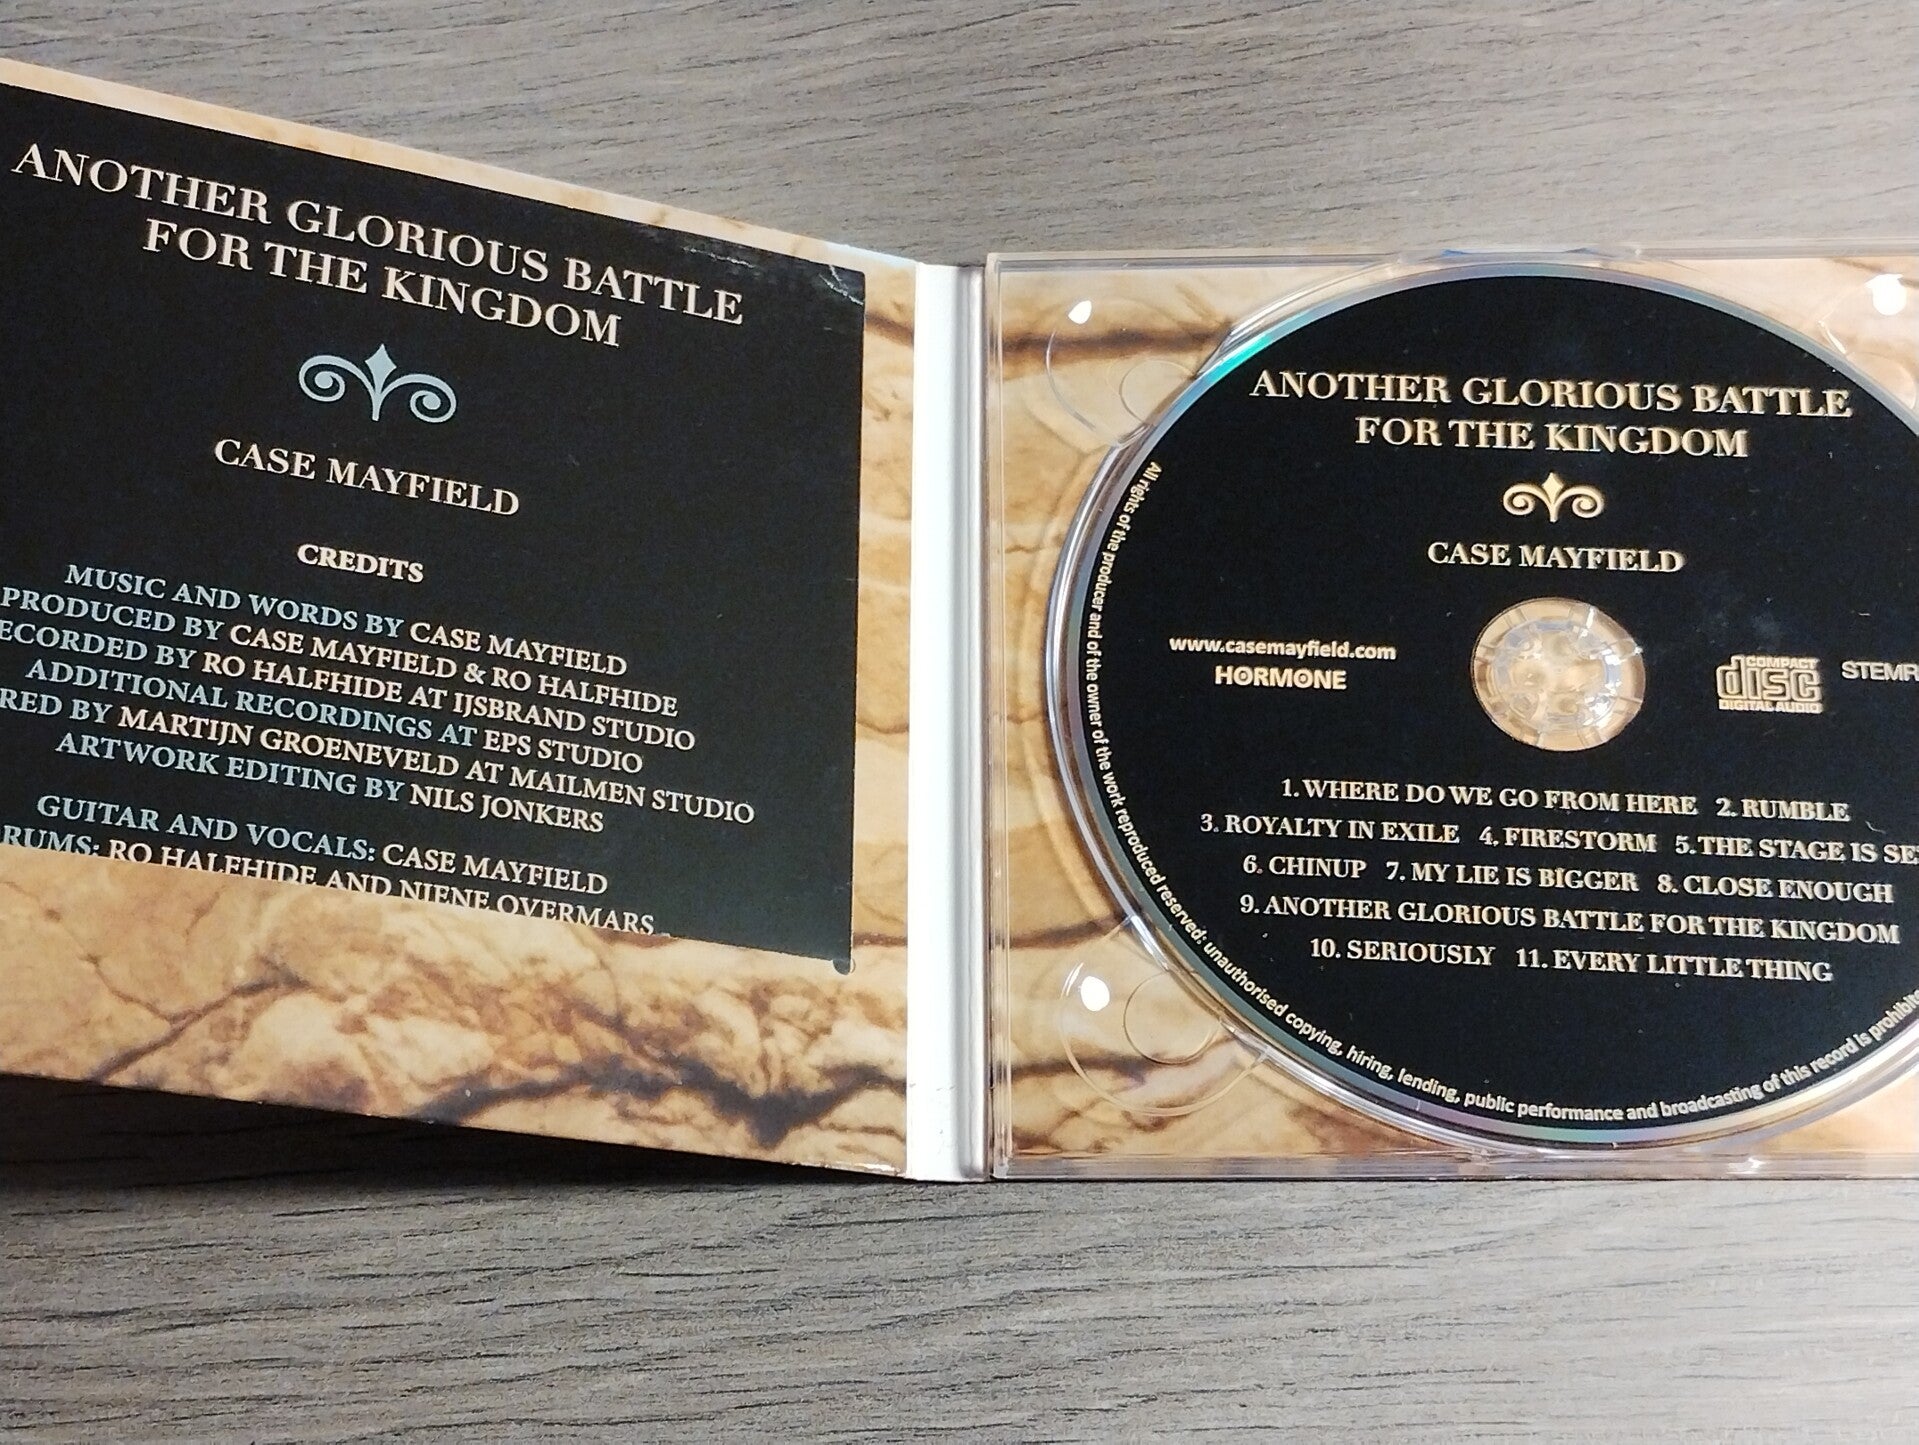 ANOTHER GLORIOUS BATTLE
FOR THE KINGDOM
CASE MAYFIELD
CREDITS
MUSIC AND WORDS BY CASE MAYFIELD
PRODUCED BY CASE MAYFIELD & RO HALFHIDE
ECORDED BY RO HALFHIDE AT IJSBRAND STUDIO
ADDITIONAL RECORDINGS AT EPS STUDIO
RED BY MARTIJN GROENEVELD AT MAILMEN STUDIO
ARTWORK EDITING BY NILS JONKERS
GUITAR AND VOCALS: CASE MAYFIELD
RUMS: RO HALFHIDE AND NIENE OVERMARS
ANOTHER GLORIOUS BATTLE
FOR THE KINGDOM
CASE MAYFIELD
www.casemayfield.com
HORMONE
COMPACT
disc
DIGITAL AUDIO
STEMR
1. WHERE DO WE GO FROM HERE 2. RUMBLE
3. ROYALTY IN EXILE 4. FIRESTORM 5. THE STAGE IS SE
6. CHINUP 7. MY LIE IS BIGGER 8. CLOSE ENOUGH
9. ANOTHER GLORIOUS BATTLE FOR THE KINGDOM
10. SERIOUSLY 11. EVERY LITTLE THING
All rights of the producer and of the owner of the work reproduced reserved: unauthorised copying, hiring, lending, public performance and broadcasting of this record is prohibite